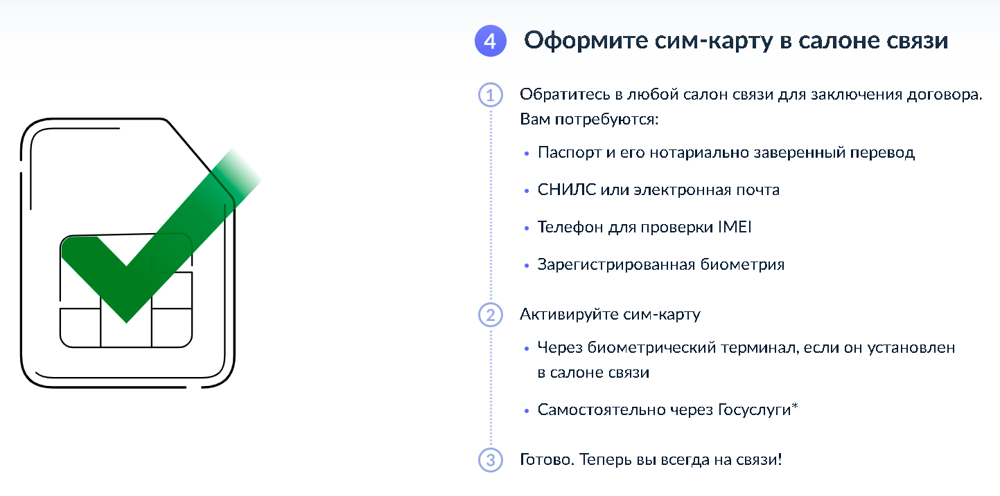 4 Оформите сим-карту в салоне связи
1 Обратитесь в любой салон связи для заключения договора.
Вам потребуются:
• Паспорт и его нотариально заверенный перевод
• СНИЛС или электронная почта
• Телефон для проверки IMEI
• Зарегистрированная биометрия
2 Активируйте сим-карту
• Через биометрический терминал, если он установлен
в салоне связи
• Самостоятельно через Госуслуги*
3 Готово. Теперь вы всегда на связи!